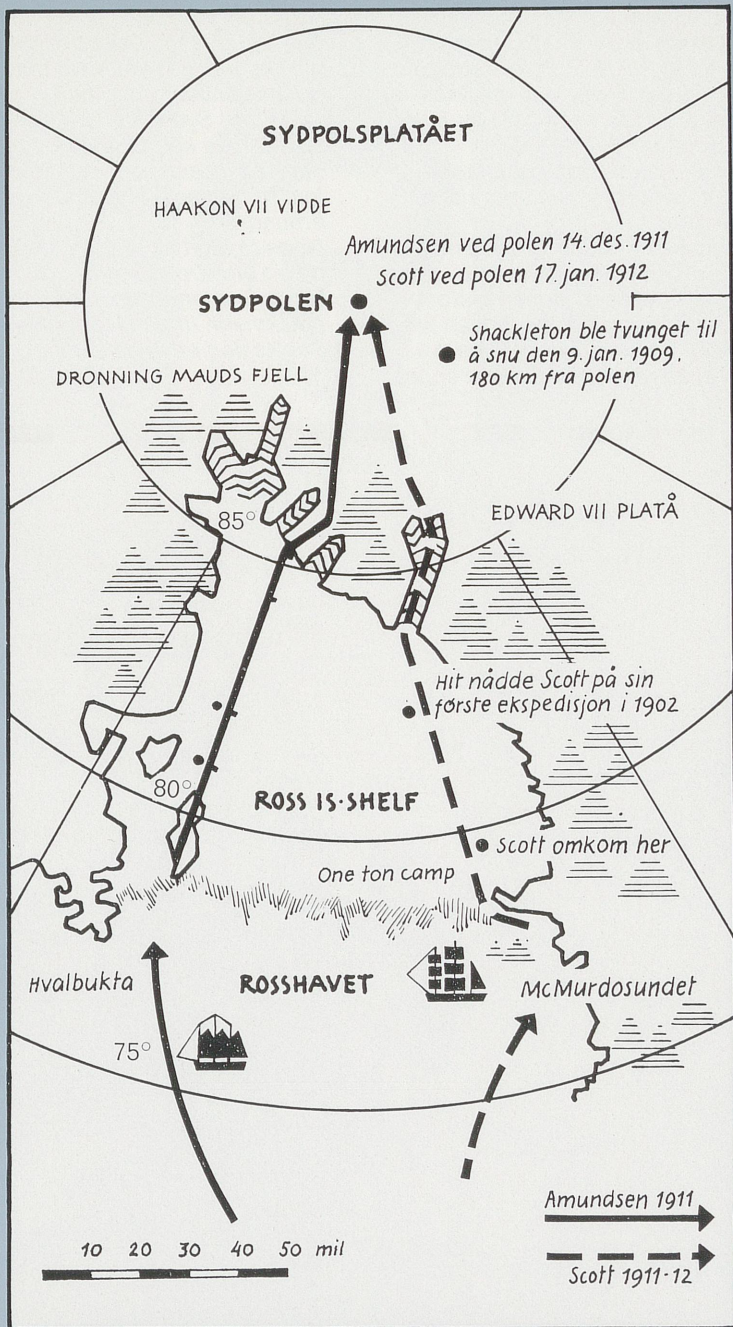 SYDPOLSPLATÅET
HAAKON VII VIDDE
Amundsen ved polen 14. des. 1911
Scott ved polen 17. jan. 1912
SYDPOLEN
Shackleton ble tvunget til
å snu den 9. jan. 1909.
180 km fra polen
DRONNING MAUDS FJELL
85°
EDWARD VII PLATÅ
Hit nådde Scott på sin
første ekspedisjon i 1902
80°
ROSS IS-SHELF
Scott omkom her
One ton camp
Hvalbukta
ROSSHAVET
McMurdosundet
75°
Amundsen 1911
10 20 30 40 50 mil
Scott 1911-12